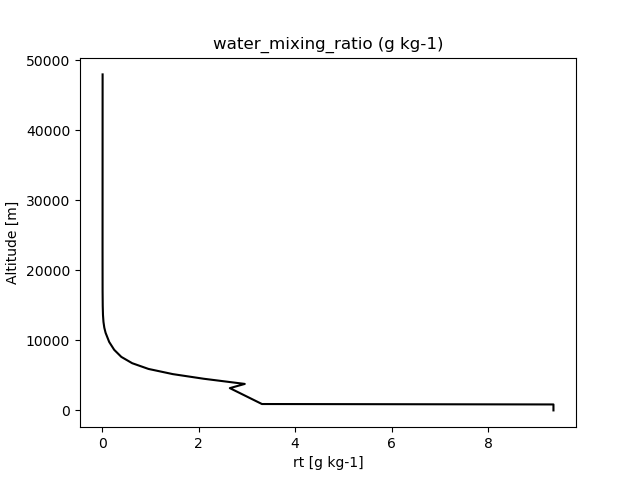 water_mixing_ratio (g kg-1)
50000
40000
30000
20000
10000
0
Altitude [m]
0 2 4 6 8
rt [g kg-1]